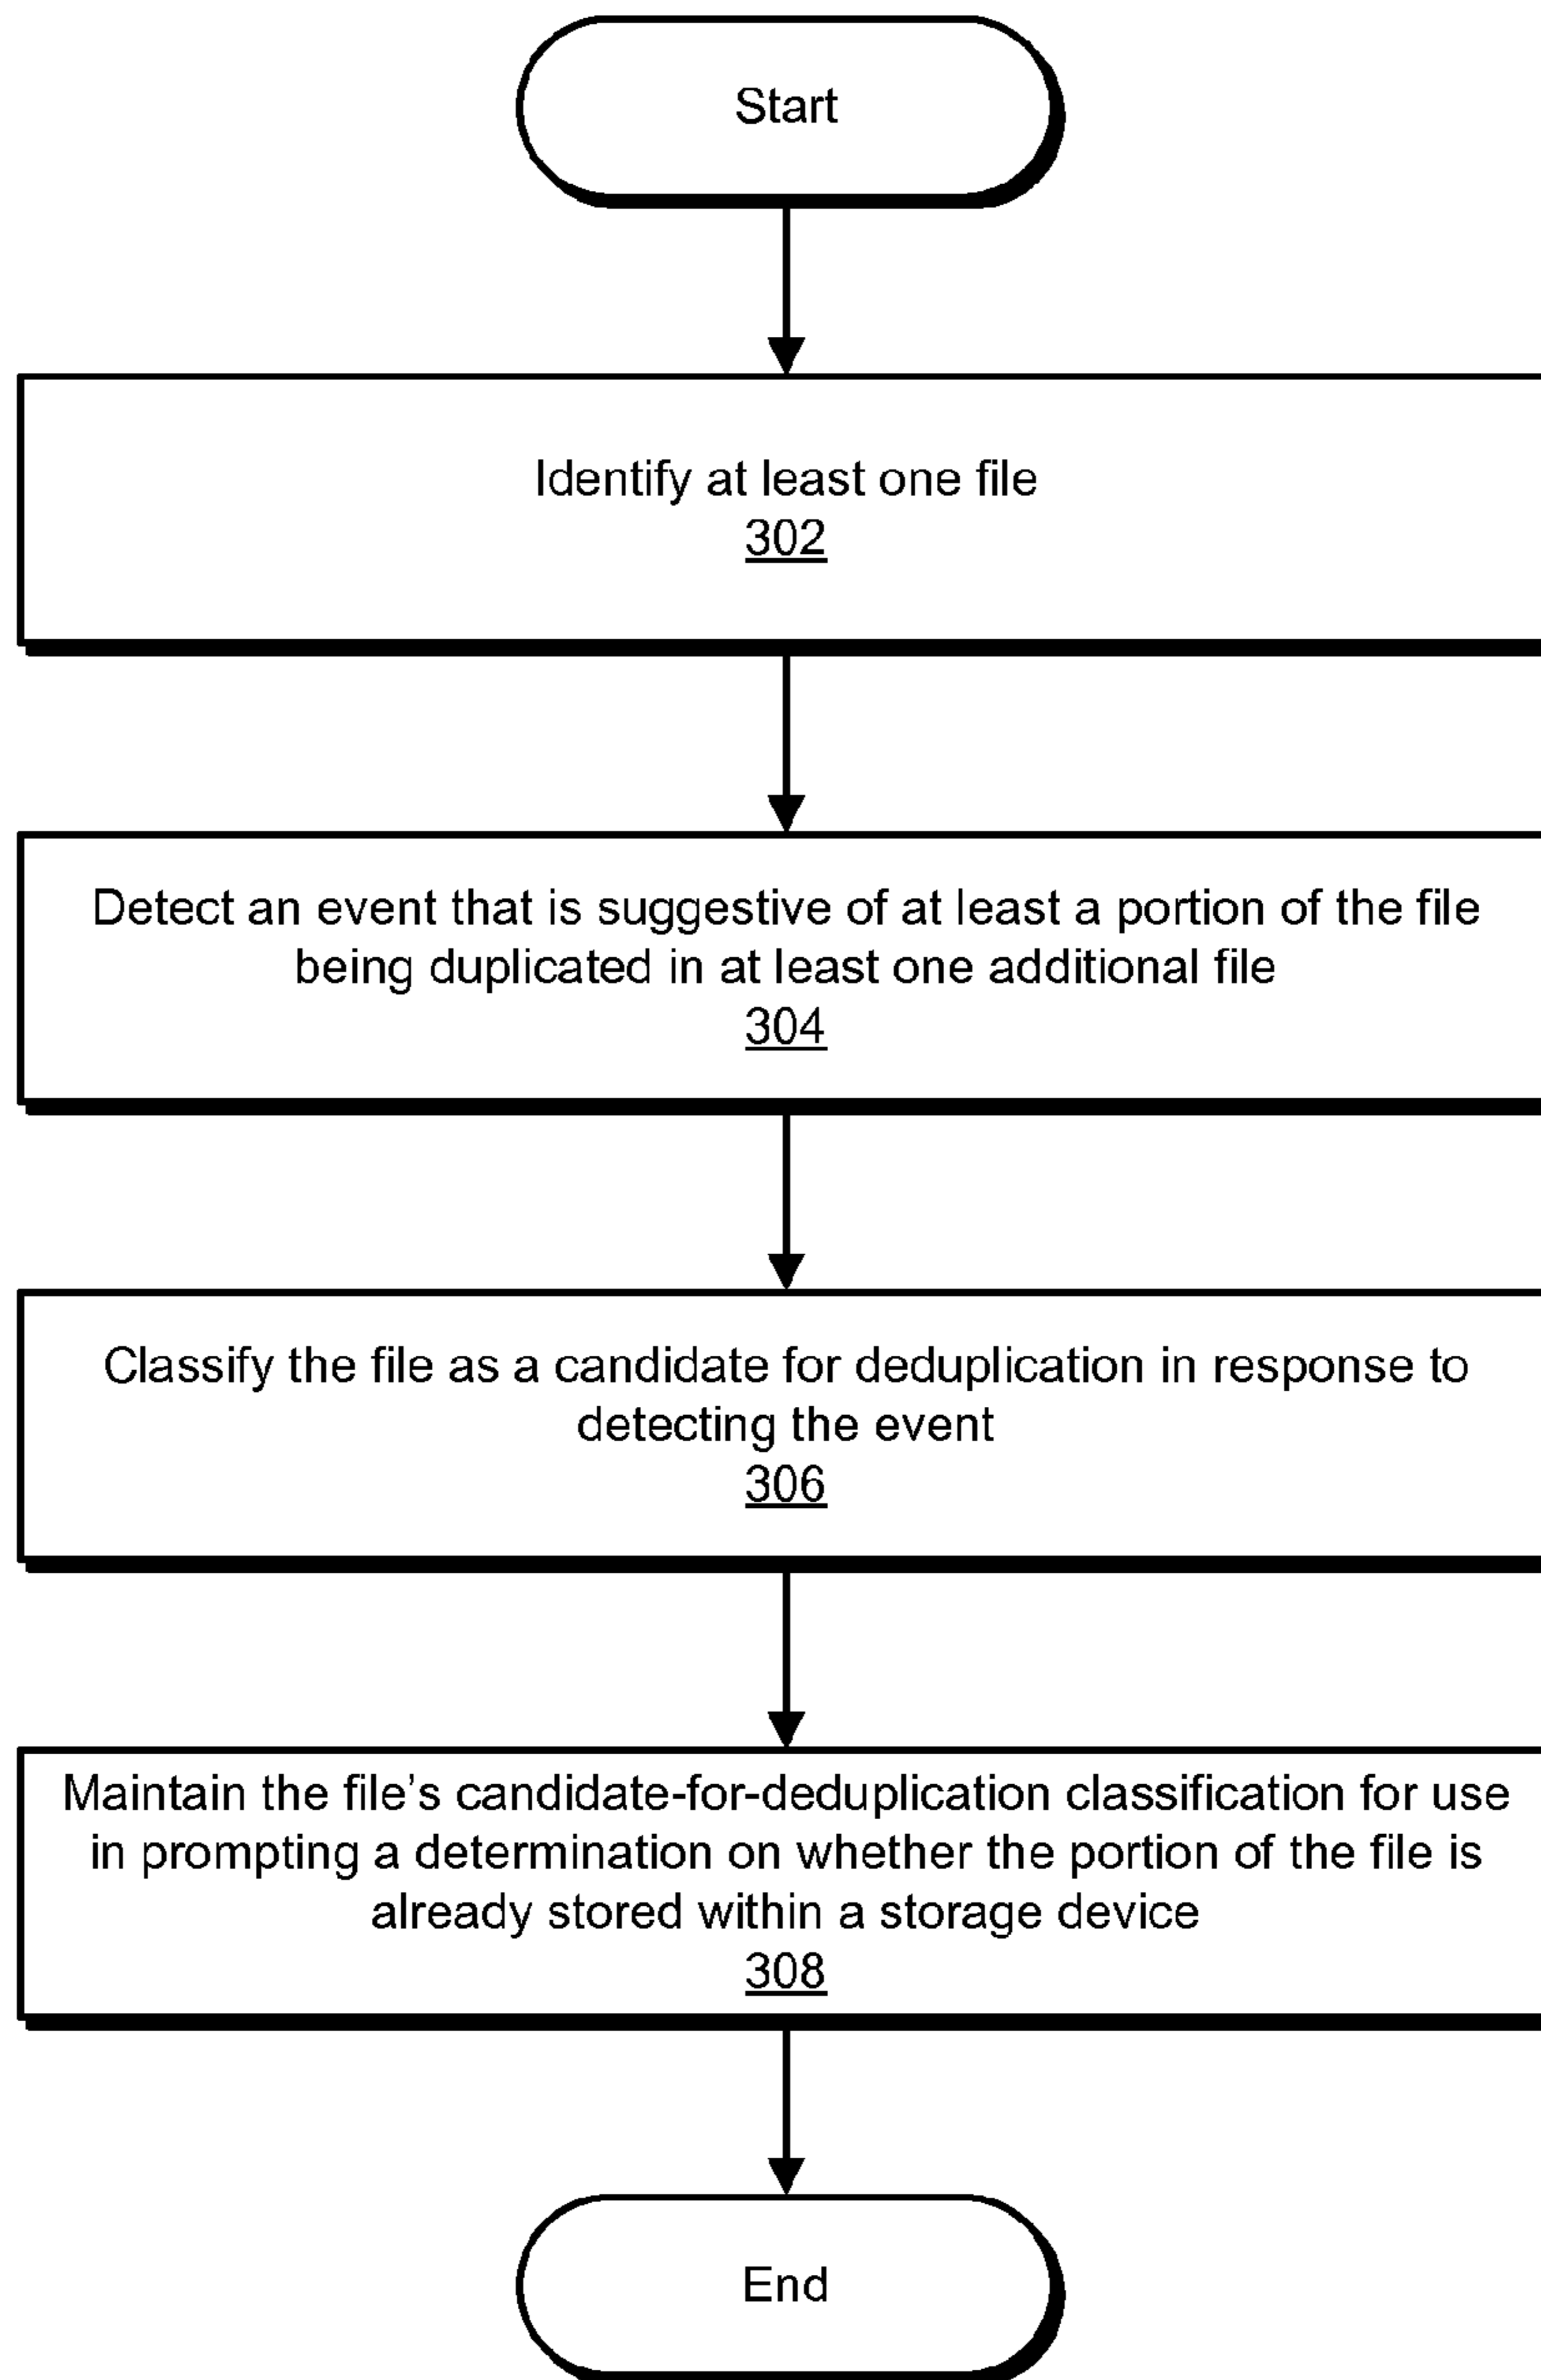 Start
Identify at least one file
302
Detect an event that is suggestive of at least a portion of the file
being duplicated in at least one additional file
304
Classify the file as a candidate for deduplication in response to
detecting the event
306
Maintain the file's candidate-for-deduplication classification for use
in prompting a determination on whether the portion of the file is
already stored within a storage device
308
End